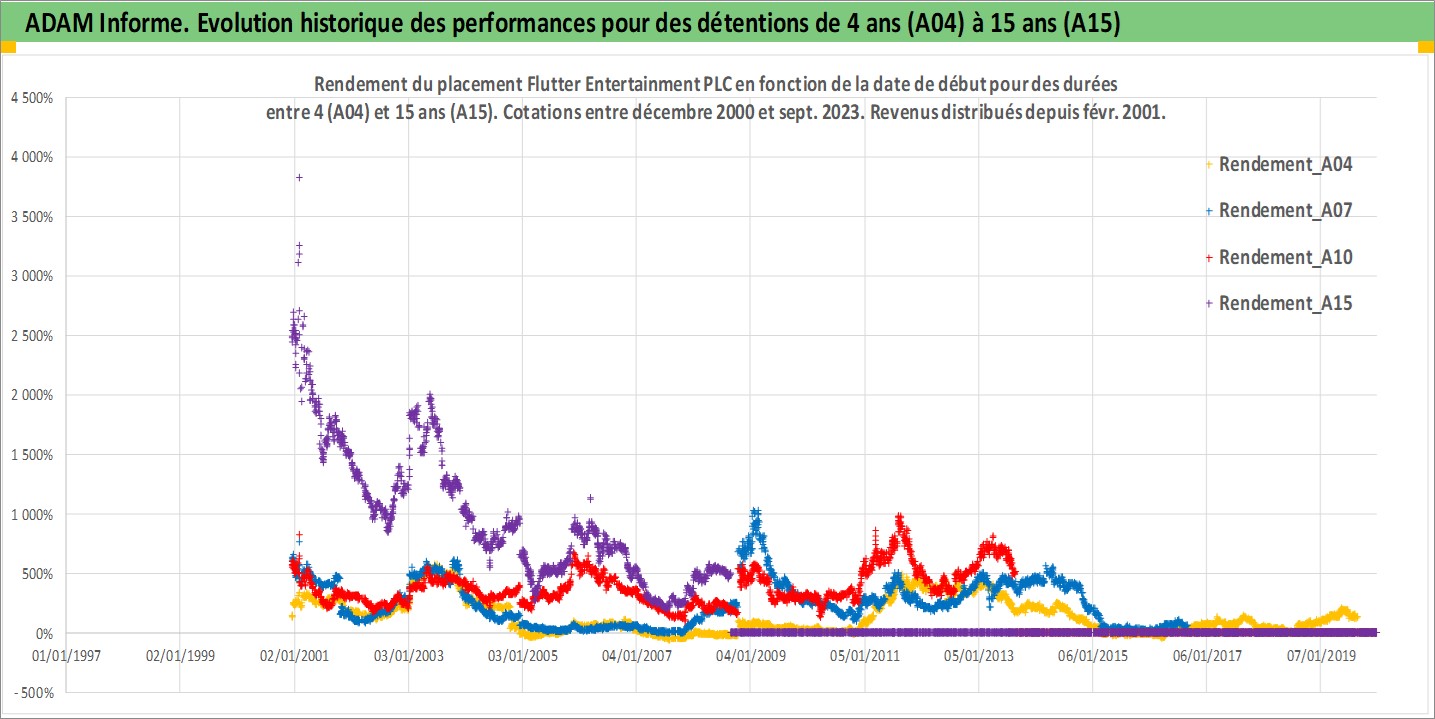 ADAM Informe. Evolution historique des performances pour des détentions de 4 ans (A04) à 15 ans (A15)
Rendement du placement Flutter Entertainment PLC en fonction de la date de début pour des durées
entre 4 (A04) et 15 ans (A15). Cotations entre décembre 2000 et sept. 2023. Revenus distribués depuis févr. 2001.
4 500%
4 000%
3 500%
3 000%
2 500%
2 000%
1 500%
1 000%
500%
0%
-500%
Rendement_A04
Rendement_A07
Rendement_A10
Rendement_A15
01/01/1997 02/01/1999 02/01/2001 03/01/2003 03/01/2005 04/01/2007 04/01/2009 05/01/2011 05/01/2013 06/01/2015 06/01/2017 07/01/2019